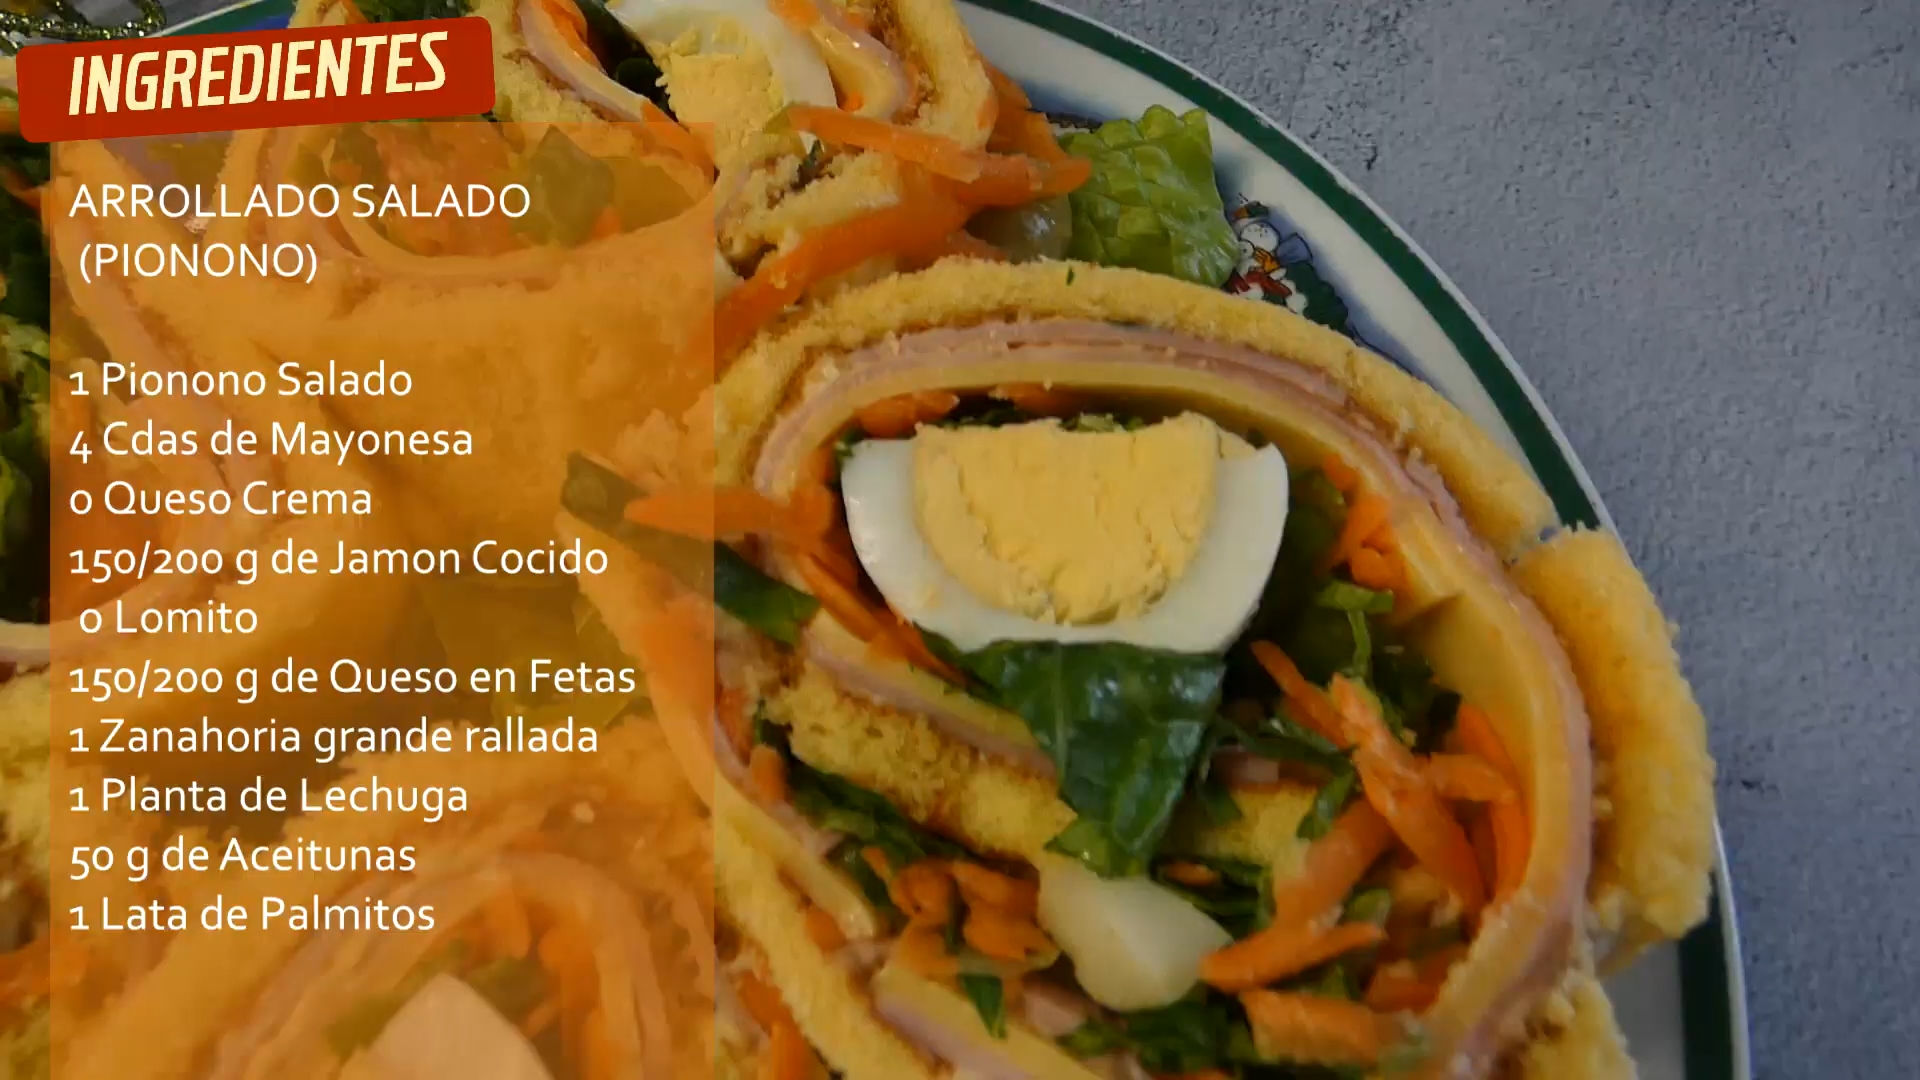 INGREDIENTES
ARROLLADO SALADO
(PIONONO)
1 Pionono Salado
4 Cdas de Mayonesa
o Queso Crema
150/200 g de Jamon Cocido
o Lomito
150/200 g de Queso en Fetas
1 Zanahoria grande rallada
1 Planta de Lechuga
50 g de Aceitunas
1 Lata de Palmitos